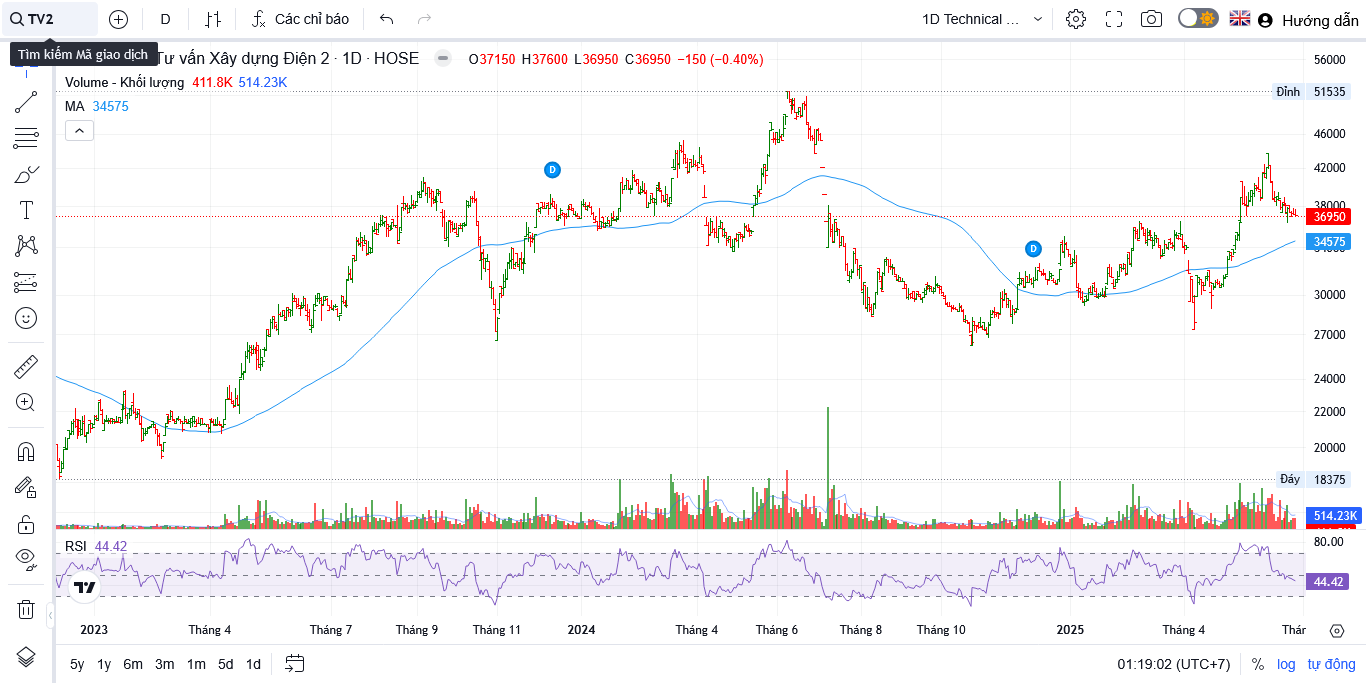 TV2
D
Các chỉ báo
1D Technical ...
Hướng dẫn
Tìm kiếm Mã giao dịch
Tư vấn Xây dựng Điện 2 · 1D · HOSE
O37150 H37600 L36950 C36950 −150 (−0.40%)
Volume - Khối lượng 411.8K 514.23K
MA 34575
56000
Đỉnh 51535
46000
42000
38000
36950
34575
30000
27000
24000
22000
20000
Đáy 18375
514.23K
D
D
RSI 44.42
80.00
44.42
2023 Tháng 4 Tháng 7 Tháng 9 Tháng 11 2024 Tháng 4 Tháng 6 Tháng 8 Tháng 10 2025 Tháng 4 Thár
5y 1y 6m 3m 1m 5d 1d
01:19:02 (UTC+7) % log tự động